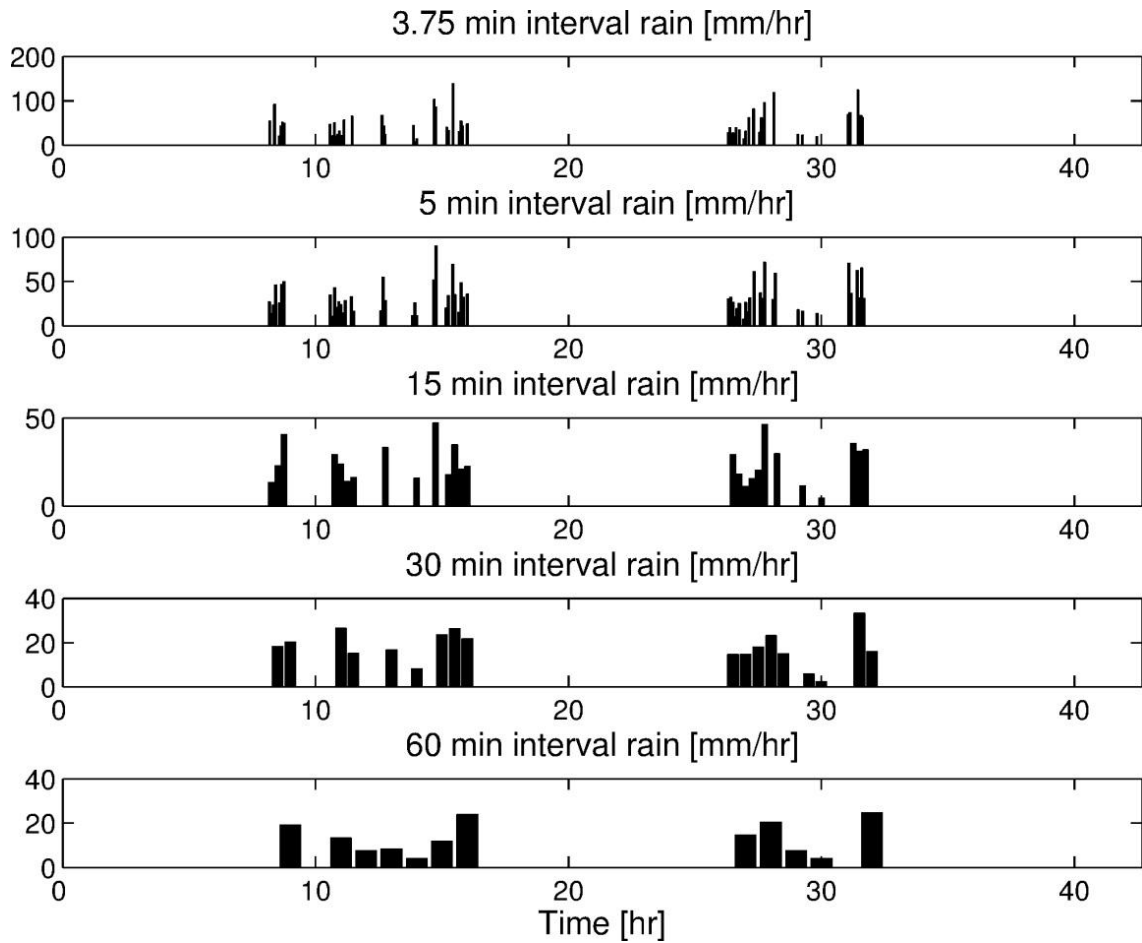 3.75 min interval rain [mm/hr]
200
100
0
0 10 20 30 40
5 min interval rain [mm/hr]
100
50
0
0 10 20 30 40
15 min interval rain [mm/hr]
50
0
0 10 20 30 40
30 min interval rain [mm/hr]
40
20
0
0 10 20 30 40
60 min interval rain [mm/hr]
40
20
0
0 10 20 30 40
Time [hr]